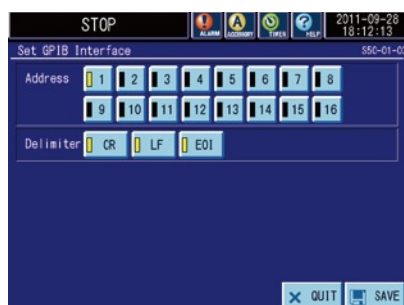 STOP
ALARM
ACCESSORY
TIMER
HELP
2011-09-28
18:12:13
Set GPIB Interface
Address 1 2 3 4 5 6 7 8
9 10 11 12 13 14 15 16
Delimiter CR LF EOI
QUIT SAVE